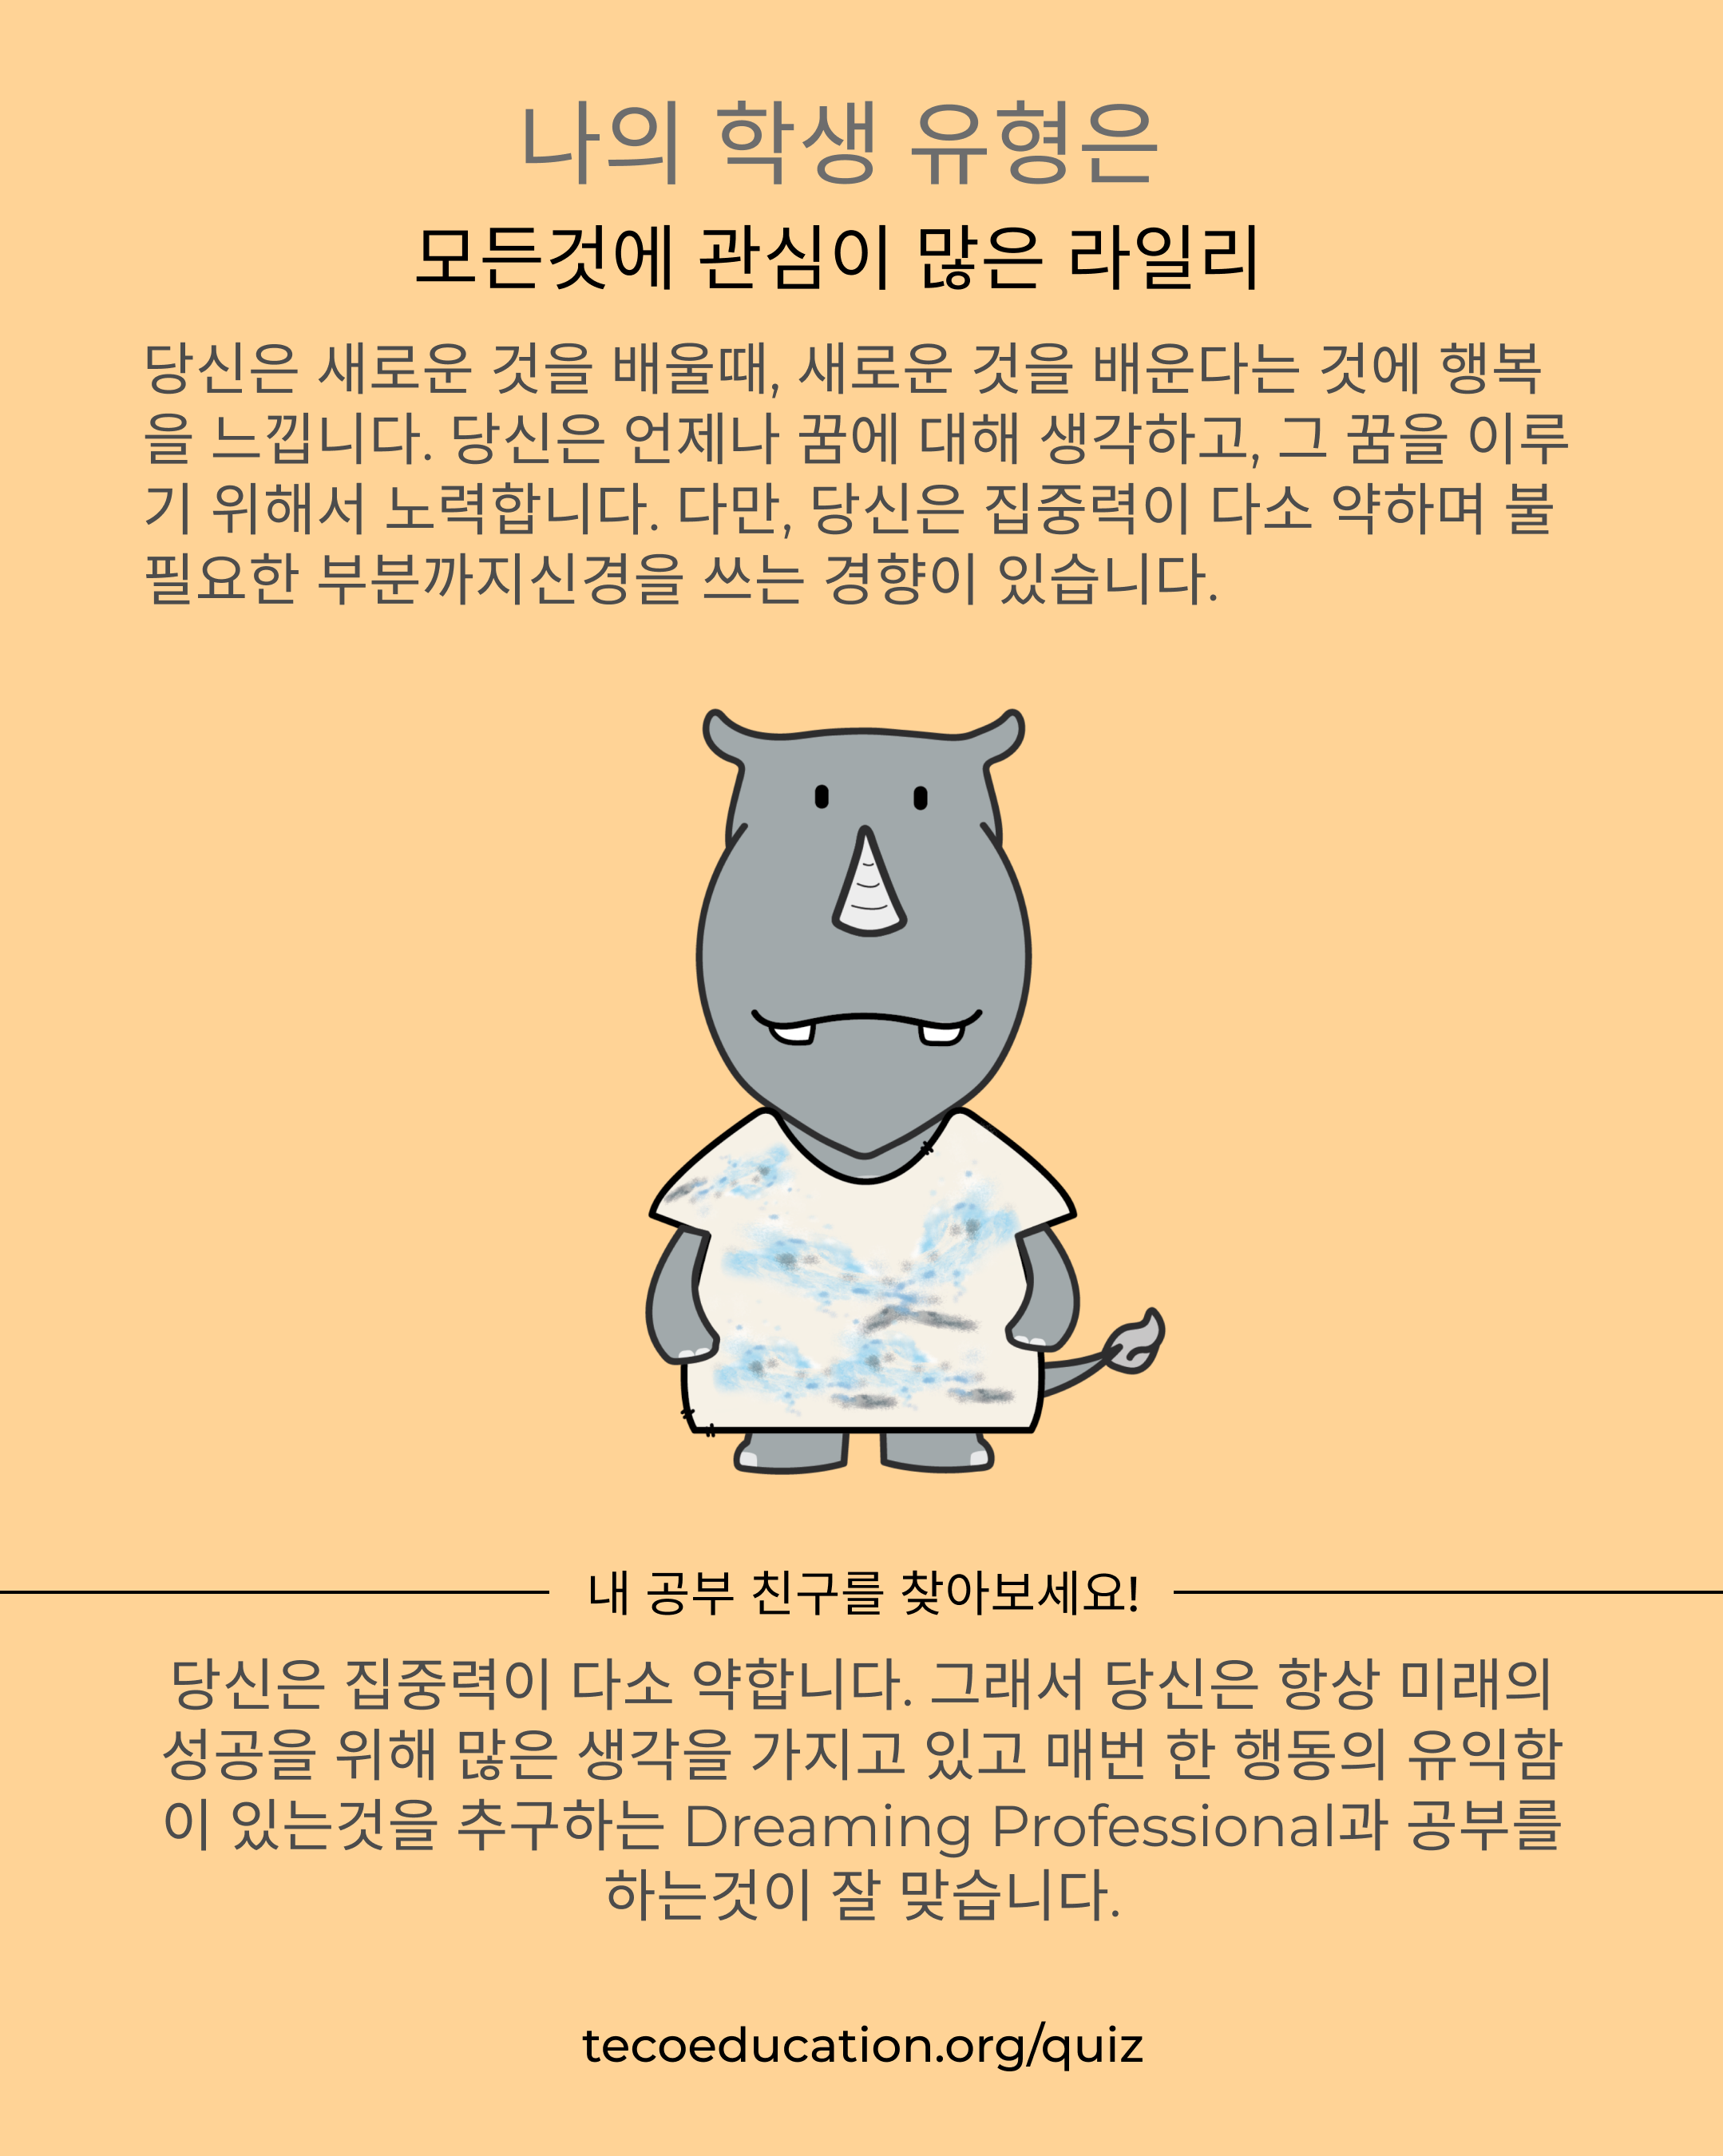 나의 학생 유형은
모든것에 관심이 많은 라일리
당신은 새로운 것을 배울때, 새로운 것을 배운다는 것에 행복
을 느낍니다. 당신은 언제나 꿈에 대해 생각하고, 그 꿈을 이루
기 위해서 노력합니다. 다만, 당신은 집중력이 다소 약하며 불
필요한 부분까지신경을 쓰는 경향이 있습니다.
내 공부 친구를 찾아보세요!
당신은 집중력이 다소 약합니다. 그래서 당신은 항상 미래의
성공을 위해 많은 생각을 가지고 있고 매번 한 행동의 유익함
이 있는것을 추구하는 Dreaming Professional과 공부를
하는것이 잘 맞습니다.
tecoeducation.org/quiz